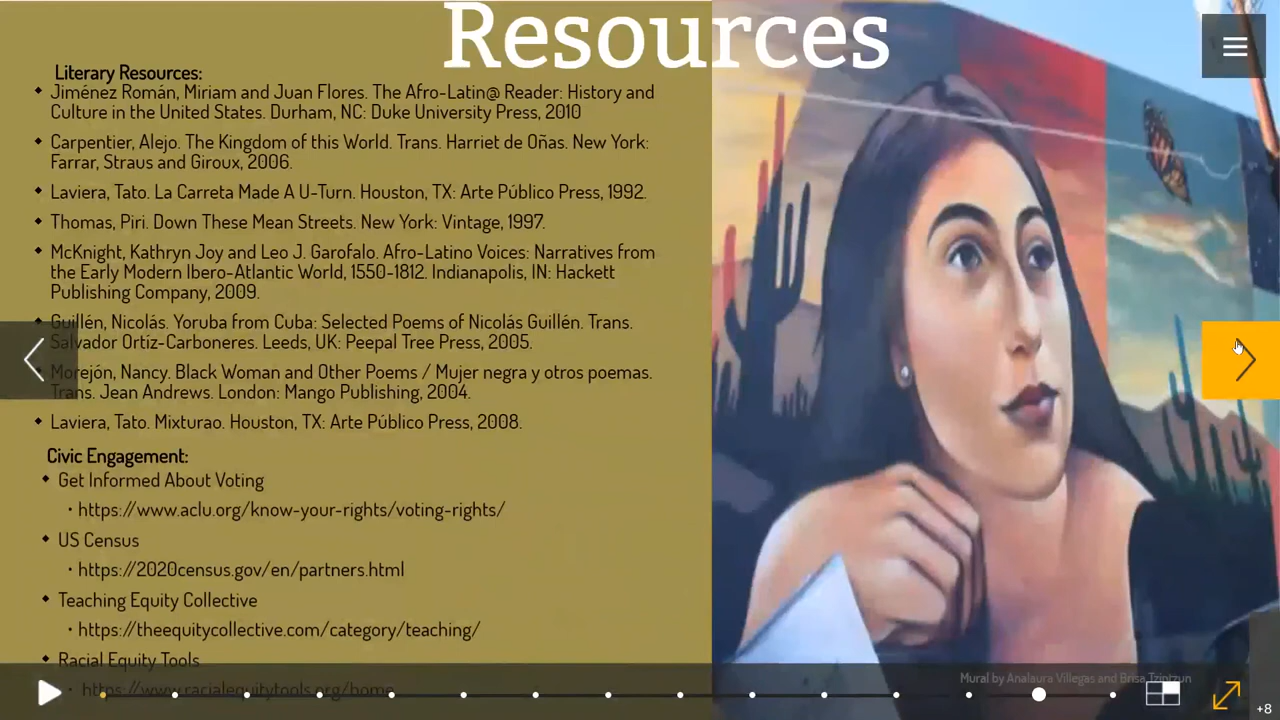 Resources
Literary Resources:
Jiménez Román, Miriam and Juan Flores. The Afro-Latin@ Reader: History and
Culture in the United States. Durham, NC: Duke University Press, 2010
Carpentier, Alejo. The Kingdom of this World. Trans. Harriet de Oñas. New York:
Farrar, Straus and Giroux, 2006.
Laviera, Tato. La Carreta Made A U-Turn. Houston, TX: Arte Público Press, 1992.
Thomas, Piri. Down These Mean Streets. New York: Vintage, 1997.
McKnight, Kathryn Joy and Leo J. Garofalo. Afro-Latino Voices: Narratives from
the Early Modern Ibero-Atlantic World, 1550-1812. Indianapolis, IN: Hackett
Publishing Company, 2009.
Guillén, Nicolás. Yoruba from Cuba: Selected Poems of Nicolás Guillén. Trans.
Salvador Ortíz-Carboneres. Leeds, UK: Peepal Tree Press, 2005.
Morejón, Nancy. Black Woman and Other Poems / Mujer negra y otros poemas.
Trans. Jean Andrews. London: Mango Publishing, 2004.
Laviera, Tato. Mixturao. Houston, TX: Arte Público Press, 2008.
Civic Engagement:
Get Informed About Voting
https://www.aclu.org/know-your-rights/voting-rights/
US Census
https://2020census.gov/en/partners.html
Teaching Equity Collective
https://theequitycollective.com/category/teaching/
Racial Equity Tools
https://www.racialequitytools.org/home
Mural by Analaura Villegas and Brisa Tzintzun
+8